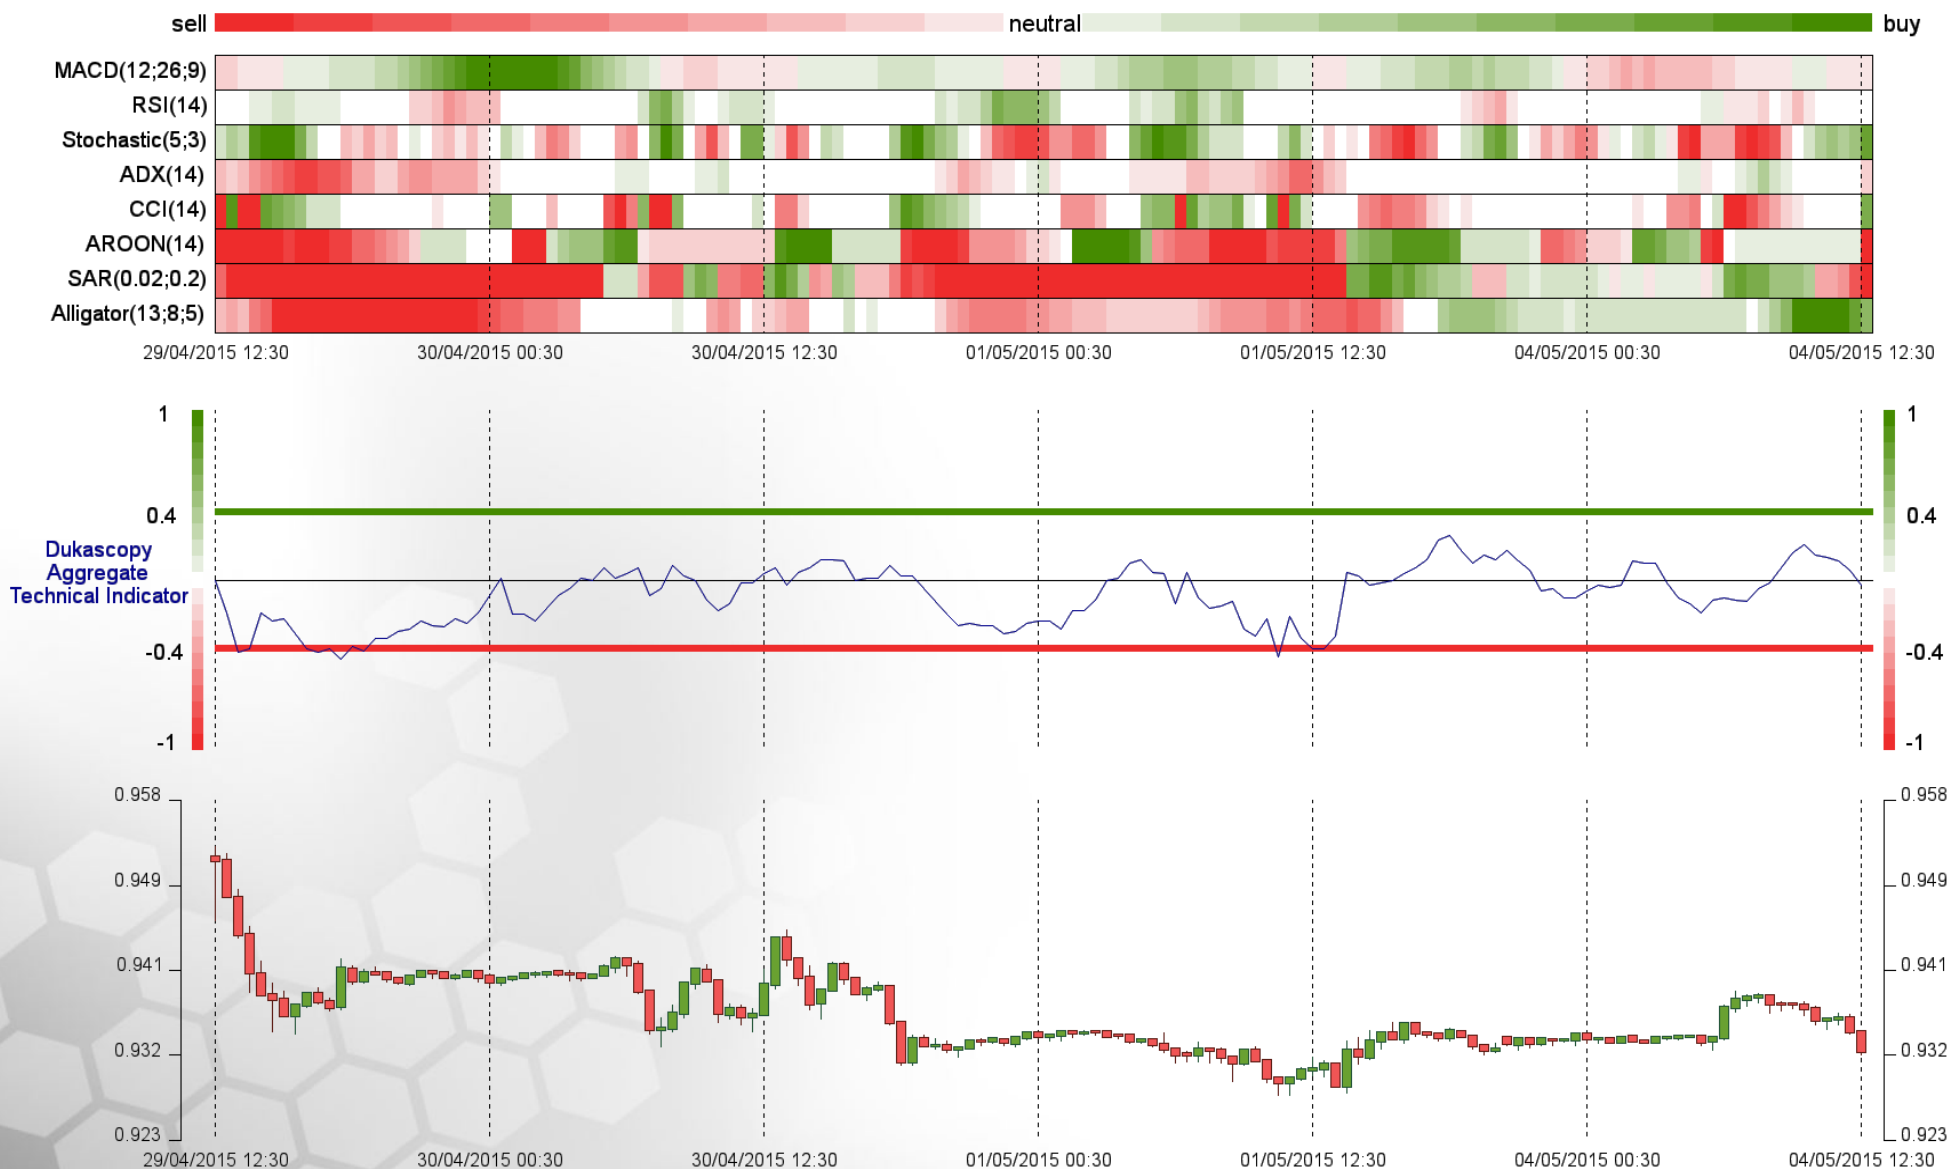 sell neutral buy
MACD(12;26;9)
RSI(14)
Stochastic(5;3)
ADX(14)
CCI(14)
AROON(14)
SAR(0.02;0.2)
Alligator(13;8;5)
29/04/2015 12:30 30/04/2015 00:30 30/04/2015 12:30 01/05/2015 00:30 01/05/2015 12:30 04/05/2015 00:30 04/05/2015 12:30
1 1
0.4 0.4
Dukascopy
Aggregate
Technical Indicator
-0.4 -0.4
-1 -1
0.958 0.958
0.949 0.949
0.941 0.941
0.932 0.932
0.923 0.923
29/04/2015 12:30 30/04/2015 00:30 30/04/2015 12:30 01/05/2015 00:30 01/05/2015 12:30 04/05/2015 00:30 04/05/2015 12:30